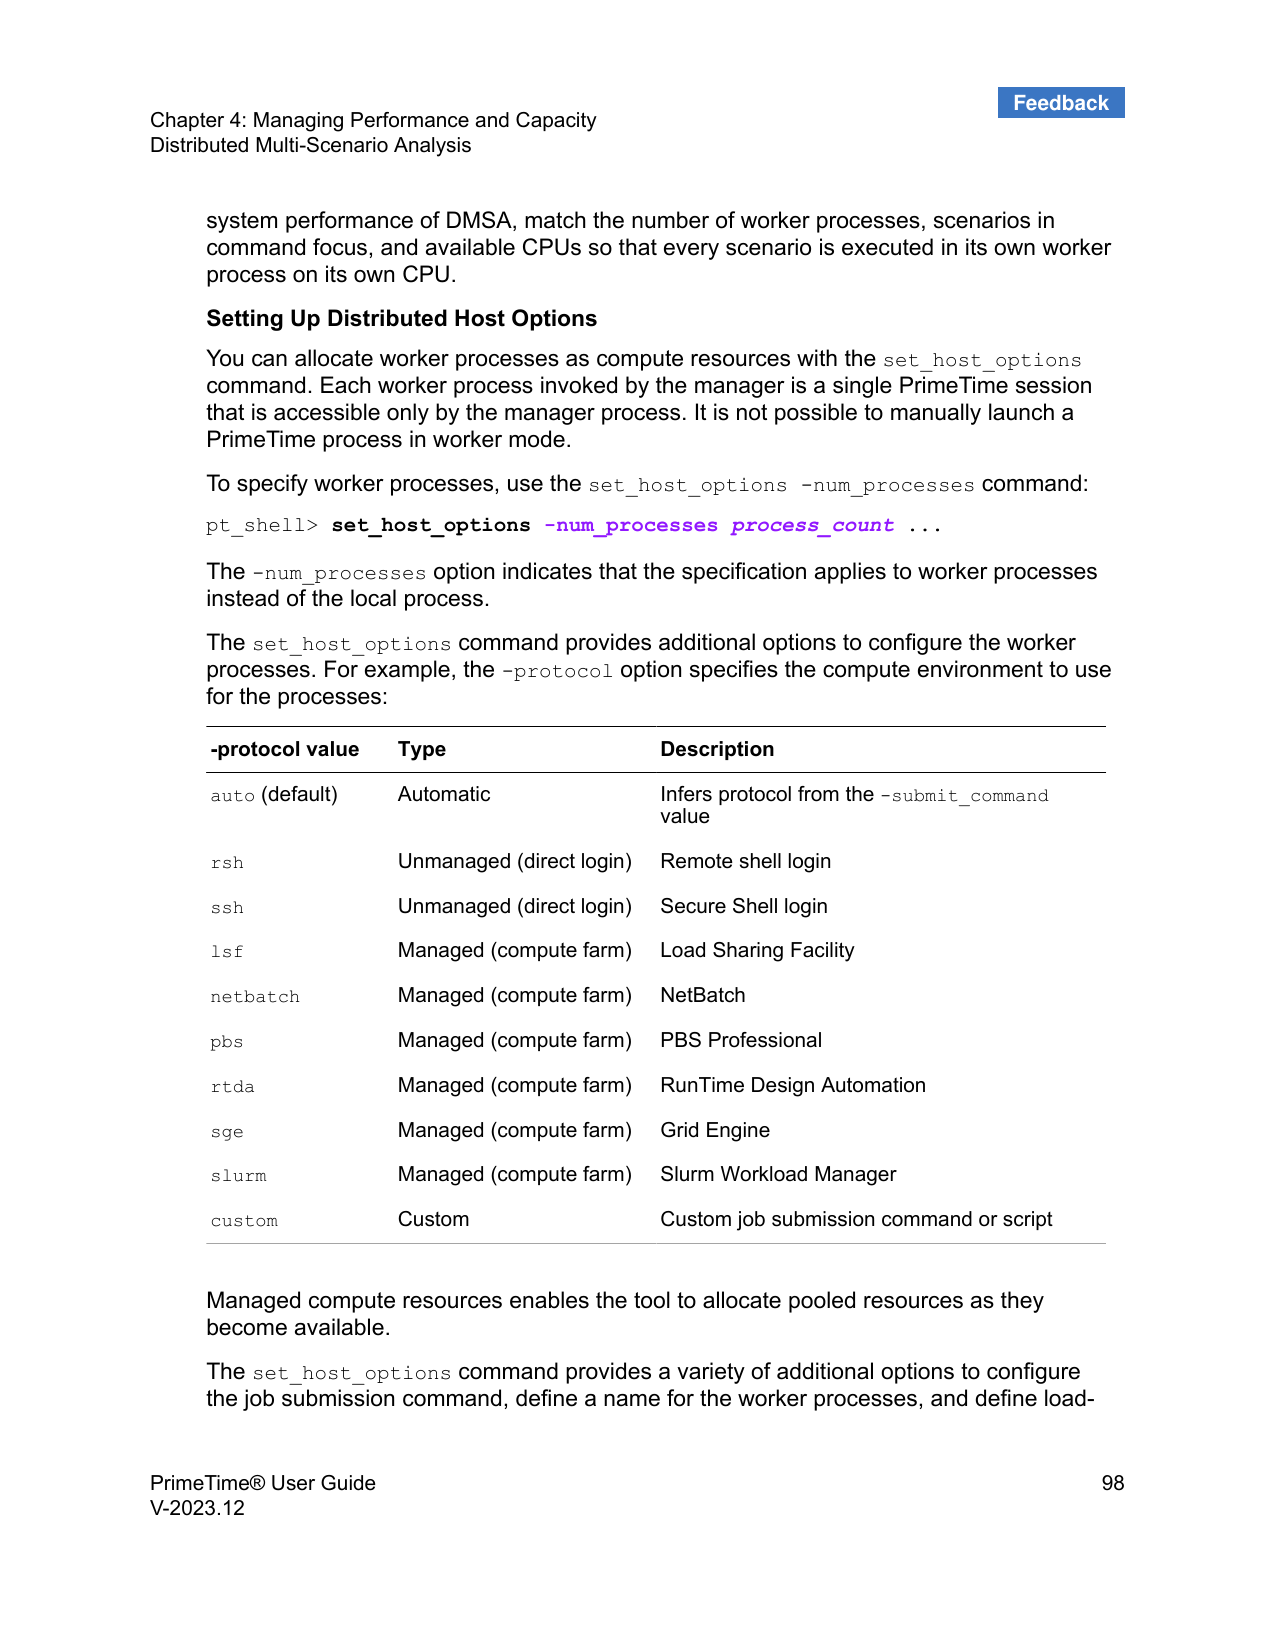 Feedback
Chapter 4: Managing Performance and Capacity
Distributed Multi-Scenario Analysis
system performance of DMSA, match the number of worker processes, scenarios in
command focus, and available CPUs so that every scenario is executed in its own worker
process on its own CPU.
Setting Up Distributed Host Options
You can allocate worker processes as compute resources with the set_host_options
command. Each worker process invoked by the manager is a single PrimeTime session
that is accessible only by the manager process. It is not possible to manually launch a
PrimeTime process in worker mode.
To specify worker processes, use the set_host_options -num_processes command:
pt_shell> set_host_options -num_processes process_count ...
The -num_processes option indicates that the specification applies to worker processes
instead of the local process.
The set_host_options command provides additional options to configure the worker
processes. For example, the -protocol option specifies the compute environment to use
for the processes:
-protocol value Type Description
auto (default) Automatic Infers protocol from the -submit_command
value
rsh Unmanaged (direct login) Remote shell login
ssh Unmanaged (direct login) Secure Shell login
lsf Managed (compute farm) Load Sharing Facility
netbatch Managed (compute farm) NetBatch
pbs Managed (compute farm) PBS Professional
rtda Managed (compute farm) RunTime Design Automation
sge Managed (compute farm) Grid Engine
slurm Managed (compute farm) Slurm Workload Manager
custom Custom Custom job submission command or script
Managed compute resources enables the tool to allocate pooled resources as they
become available.
The set_host_options command provides a variety of additional options to configure
the job submission command, define a name for the worker processes, and define load-
PrimeTime® User Guide 98
V-2023.12